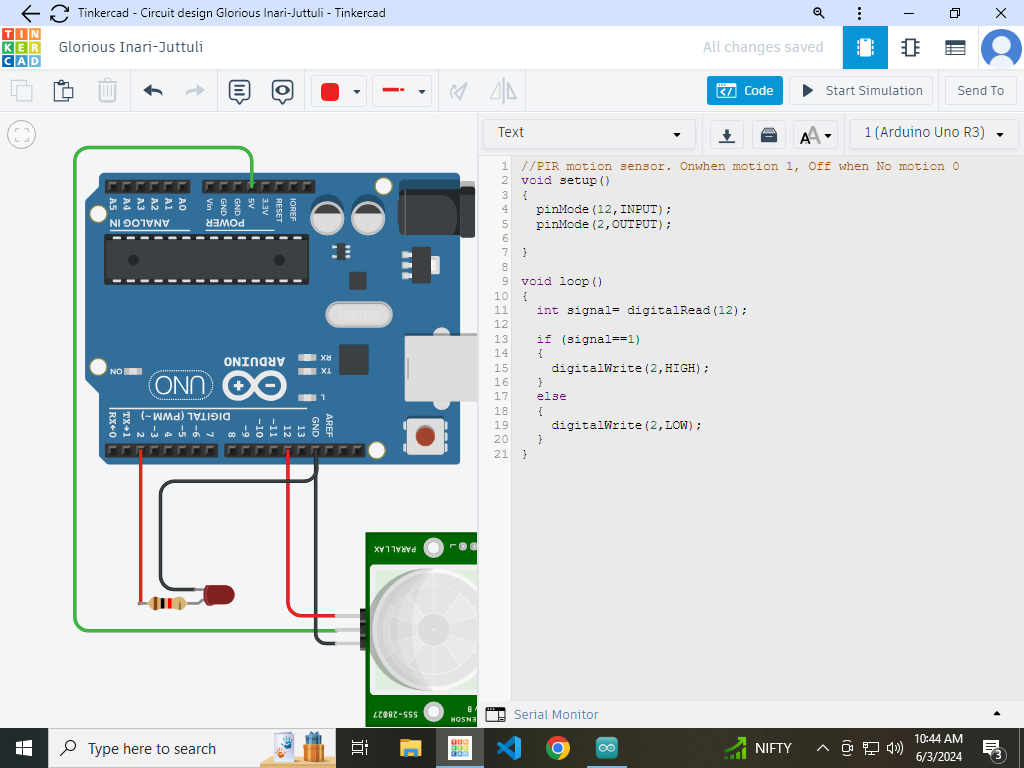 Tinkercad - Circuit design Glorious Inari-Juttuli - Tinkercad
TIN
KER
CAD
Glorious Inari-Juttuli
All changes saved
Code
Start Simulation
Send To
Text
AA
1 (Arduino Uno R3)
1 //PIR motion sensor. Onwhen motion 1, Off when No motion 0
2 void setup()
3 {
4 pinMode(12,INPUT);
5 pinMode(2,OUTPUT);
6
7 }
8
9 void loop()
10 {
11 int signal= digitalRead(12);
12
13 if (signal==1)
14 {
15 digitalWrite(2,HIGH);
16 }
17 else
18 {
19 digitalWrite(2,LOW);
20 }
21 }
A5 A4 A3 A2 A1 A0
Vin GND GND 5V 3.3V RESET IOREF
ANALOG IN
POWER
ON
UNO
ARDUINO
RX
TX
L
DIGITAL (PWM ~)
RX←0 TX→1 2 ~3 4 ~5 ~6 7 8 ~9 ~10 ~11 12 13 GND AREF
PARALLAX
555-28027
Serial Monitor
Type here to search
NIFTY
10:44 AM
6/3/2024
3